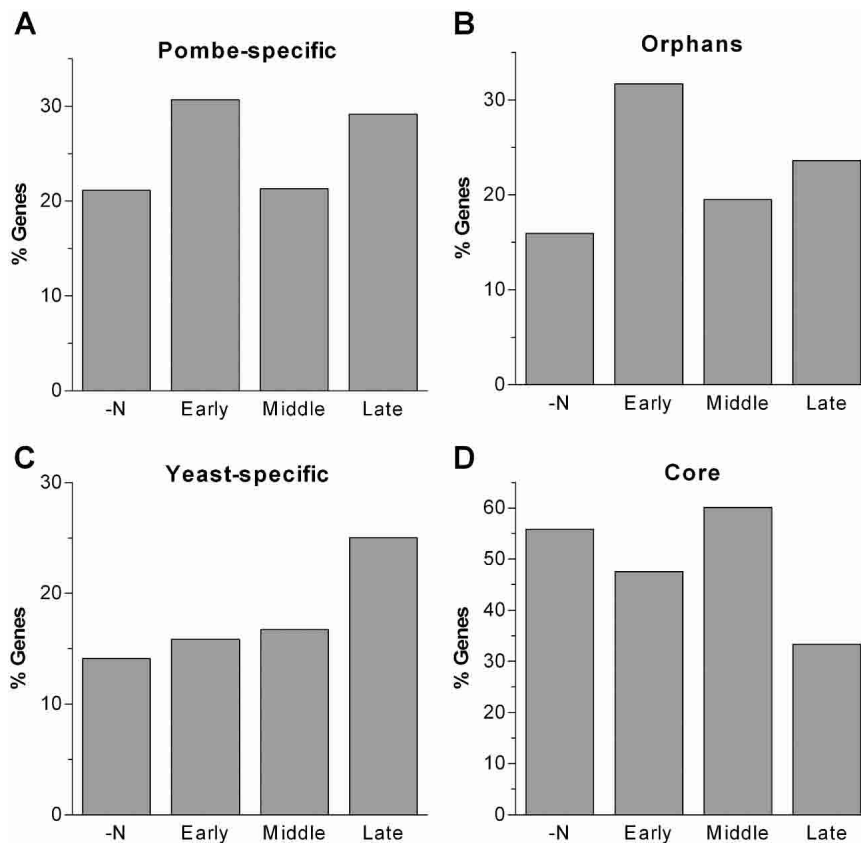 A
Pombe-specific
% Genes
30
20
10
0
-N Early Middle Late
B
Orphans
% Genes
30
20
10
0
-N Early Middle Late
C
Yeast-specific
% Genes
30
20
10
0
-N Early Middle Late
D
Core
% Genes
60
50
40
30
20
10
0
-N Early Middle Late